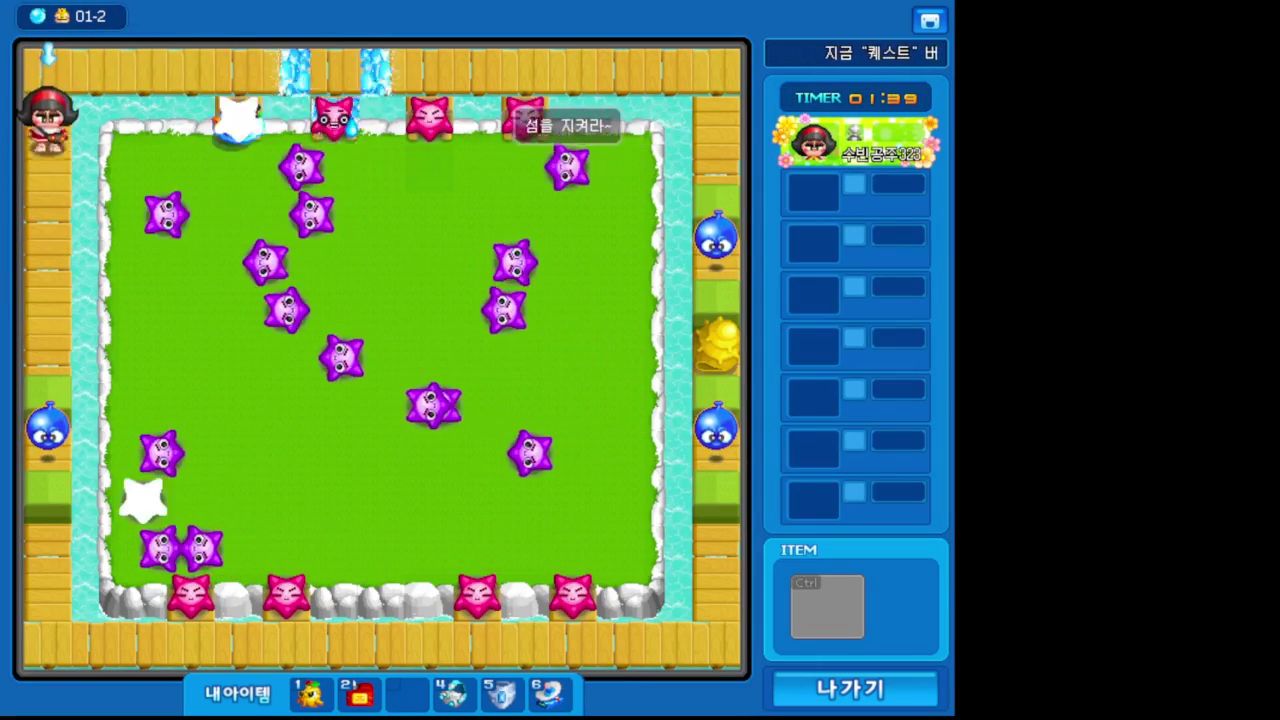 01-2
지금 "퀘스트" 버
TIMER 01:39
수빈공주323
섬을 지켜라~
ITEM
Ctrl
내아이템
1
2
4
5
6
나가기